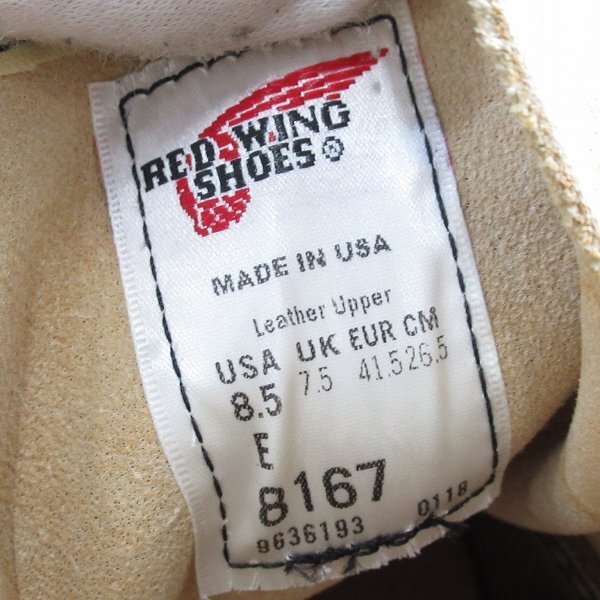 RED WING
SHOES®
MADE IN USA
Leather Upper
USA UK EUR CM
8.5 7.5 41.5 26.5
E
8167
9636193 0118